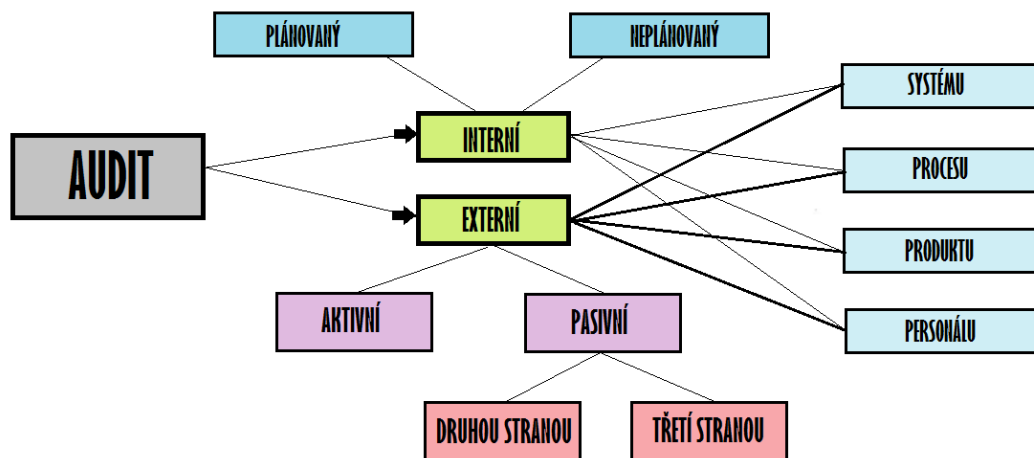 PLÁNOVANÝ
NEPLÁNOVANÝ
SYSTÉMU
AUDIT
INTERNÍ
PROCESU
EXTERNÍ
PRODUKTU
AKTIVNÍ
PASIVNÍ
PERSONÁLU
DRUHOU STRANOU
TŘETÍ STRANOU